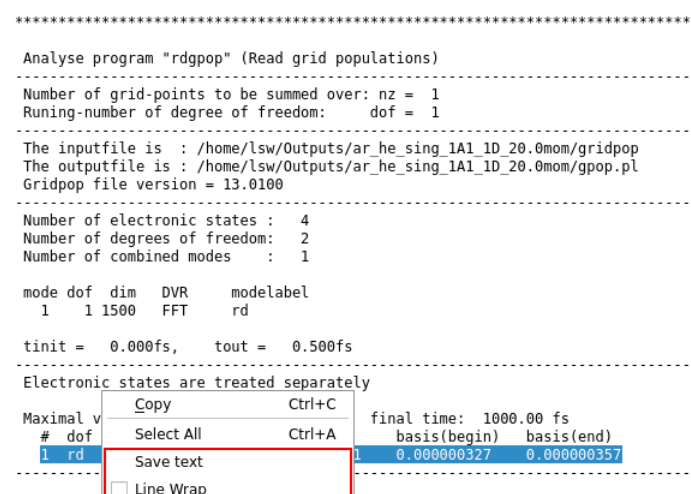 ******************************************************************************
Analyse program "rdgpop" (Read grid populations)
------------------------------------------------------------------------------
Number of grid-points to be summed over: nz =  1
Runing-number of degree of freedom:     dof =  1
------------------------------------------------------------------------------
The inputfile is  : /home/lsw/Outputs/ar_he_sing_1A1_1D_20.0mom/gridpop
The outputfile is : /home/lsw/Outputs/ar_he_sing_1A1_1D_20.0mom/gpop.pl
Gridpop file version = 13.0100
------------------------------------------------------------------------------
Number of electronic states :   4
Number of degrees of freedom:   2
Number of combined modes    :   1
mode dof  dim   DVR     modelabel
1    1 1500   FFT     rd
tinit =   0.000fs,    tout =   0.500fs
------------------------------------------------------------------------------
Electronic states are treated separately
Maximal v final time:  1000.00 fs
#  dof basis(begin)   basis(end)
1  rd 1    0.000000327    0.000000357
------------------------------------------------------------------------------
Copy Ctrl+C
Select All Ctrl+A
Save text
Line Wrap